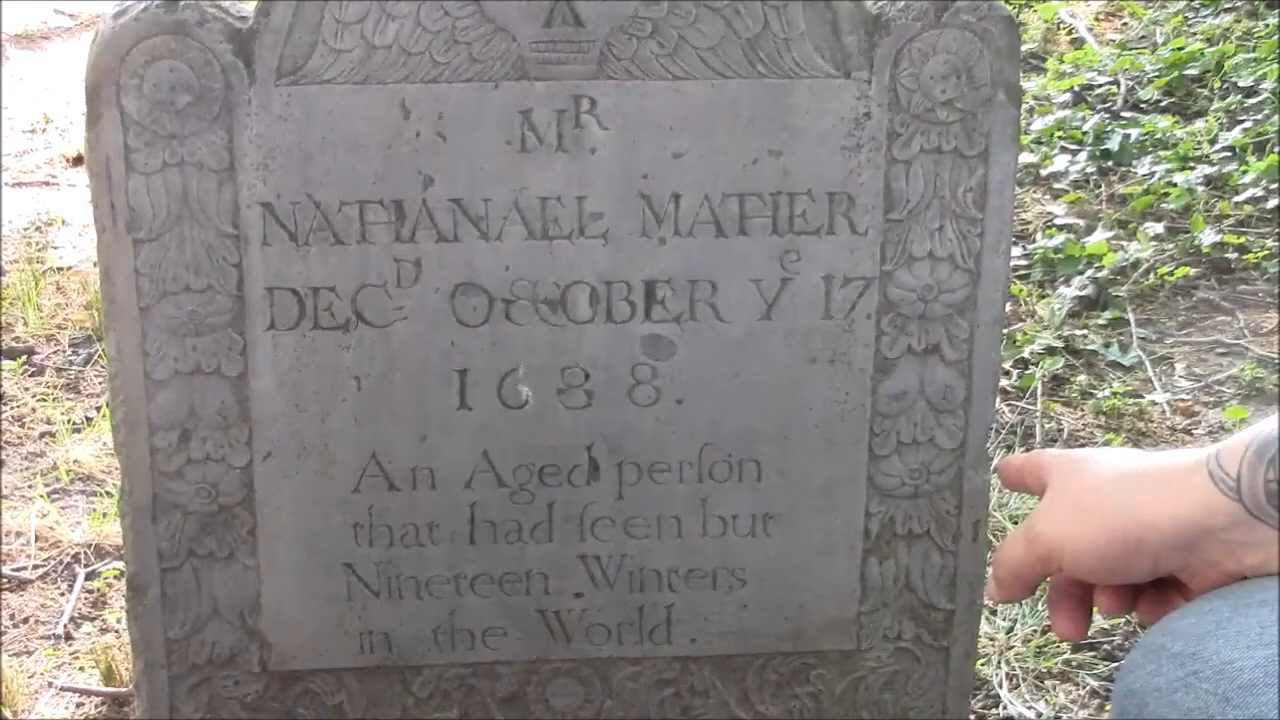 Mᴿ
NATHANAEL MATHER
DECᴰ OCTOBER Yᵉ 17.
1688.
An Aged perſon
that had ſeen but
Nineteen Winters
in the World.